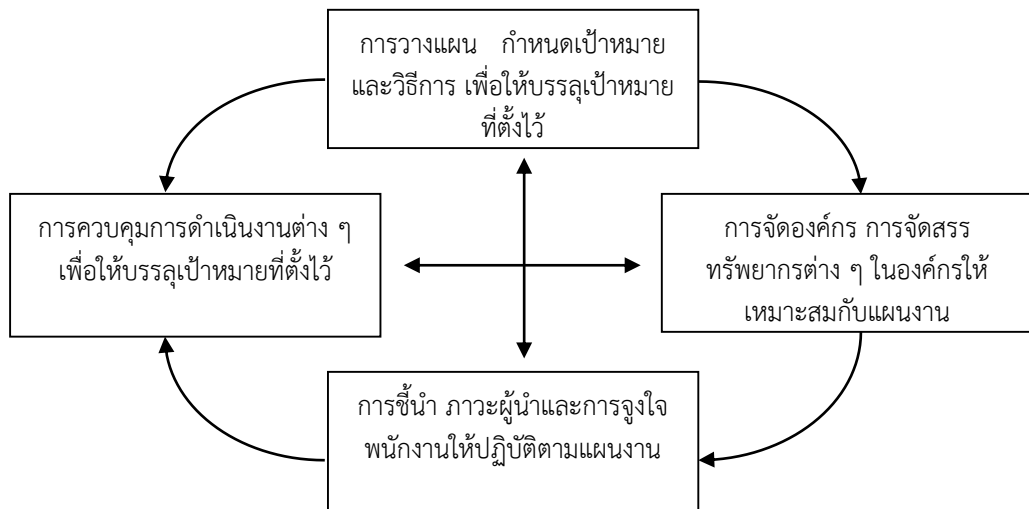 การวางแผน กำหนดเป้าหมาย
และวิธีการ เพื่อให้บรรลุเป้าหมาย
ที่ตั้งไว้
การควบคุมการดำเนินงานต่าง ๆ
เพื่อให้บรรลุเป้าหมายที่ตั้งไว้
การจัดองค์กร การจัดสรร
ทรัพยากรต่าง ๆ ในองค์กรให้
เหมาะสมกับแผนงาน
การชี้นำ ภาวะผู้นำและการจูงใจ
พนักงานให้ปฏิบัติตามแผนงาน